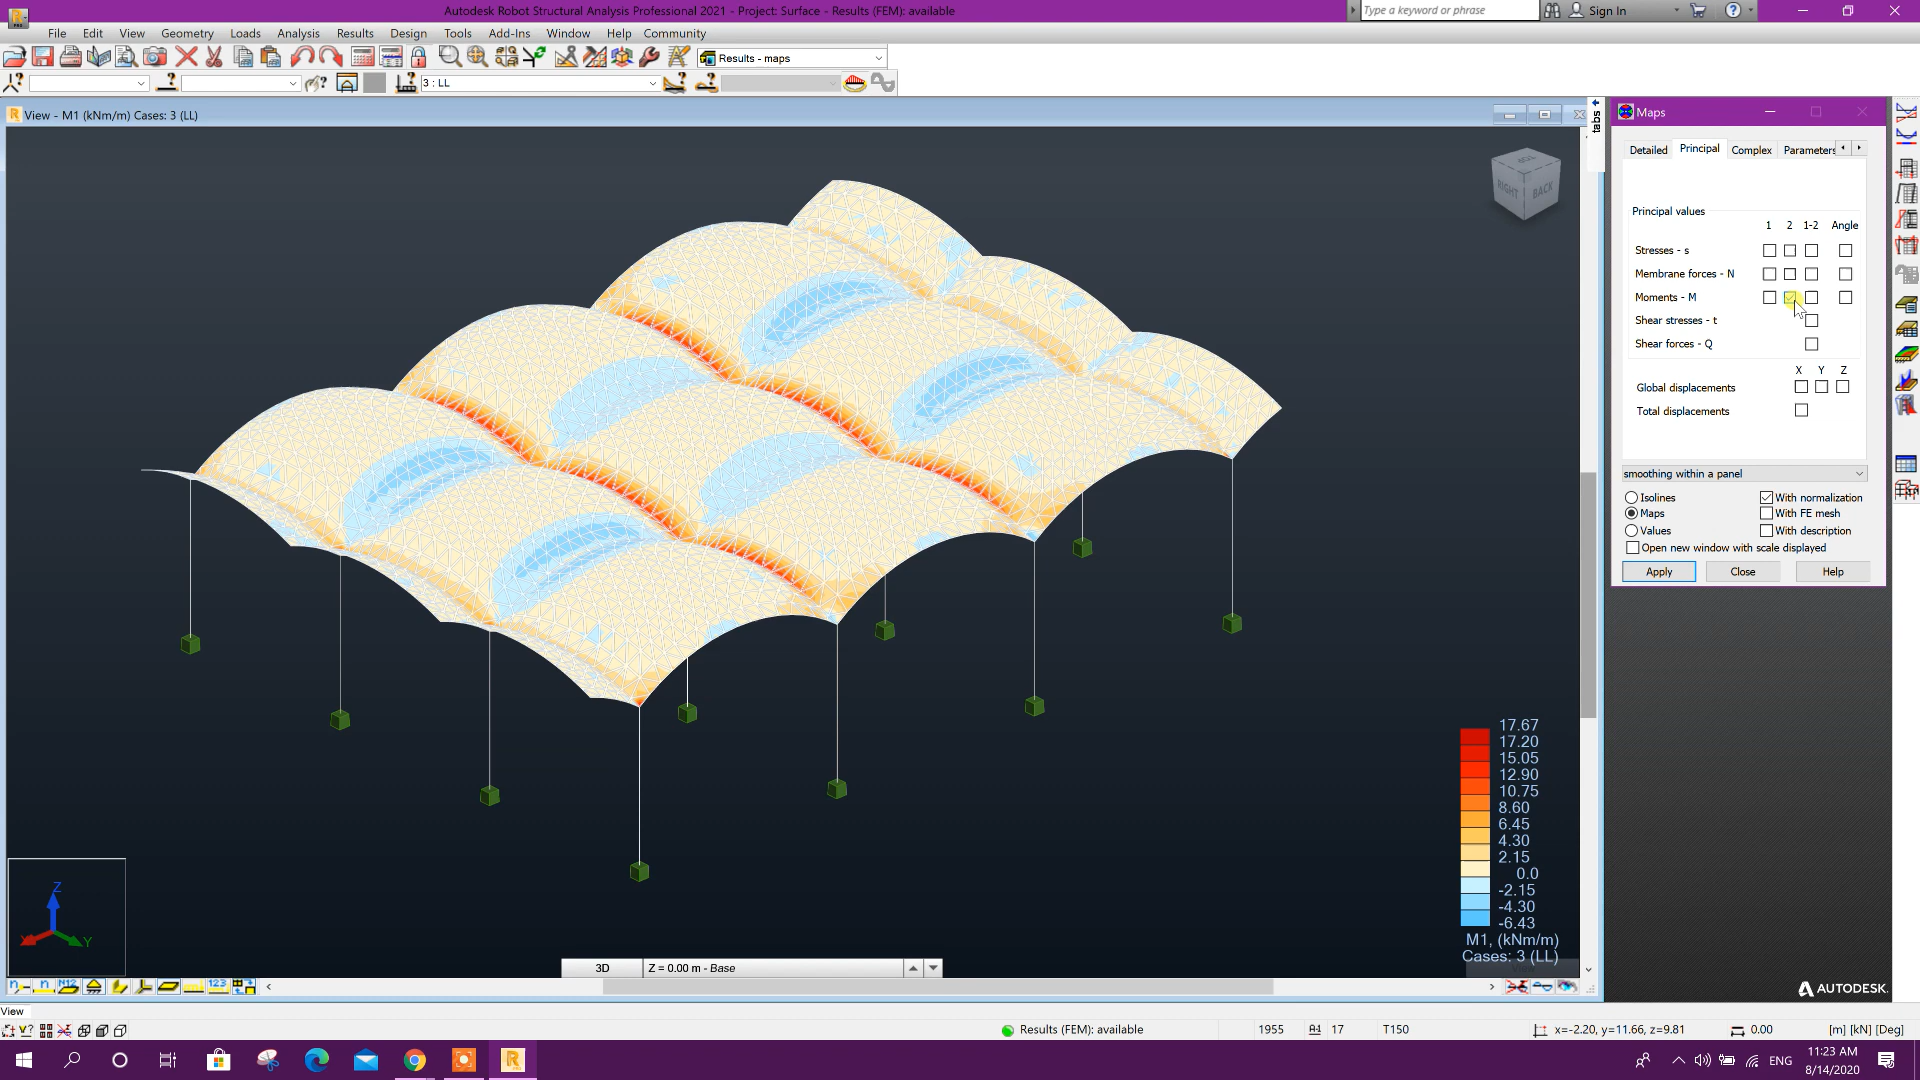 Autodesk Robot Structural Analysis Professional 2021 - Project: Surface - Results (FEM): available
Type a keyword or phrase
Sign In
File Edit View Geometry Loads Analysis Results Design Tools Add-Ins Window Help Community
Results - maps
3 : LL
View - M1 (kNm/m) Cases: 3 (LL)
tabs
TOP
RIGHT
BACK
Maps
Detailed Principal Complex Parameters
Principal values
1 2 1-2 Angle
Stresses - s
Membrane forces - N
Moments - M
Shear stresses - t
Shear forces - Q
X Y Z
Global displacements
Total displacements
smoothing within a panel
Isolines With normalization
Maps With FE mesh
Values With description
Open new window with scale displayed
Apply Close Help
17.67
17.20
15.05
12.90
10.75
8.60
6.45
4.30
2.15
0.0
-2.15
-4.30
-6.43
M1, (kNm/m)
Cases: 3 (LL)
Z
X
Y
3D Z = 0.00 m - Base
AUTODESK.
View
Results (FEM): available 1955 17 T150 x=-2.20, y=11.66, z=9.81 0.00 [m] [kN] [Deg]
ENG
11:23 AM
8/14/2020